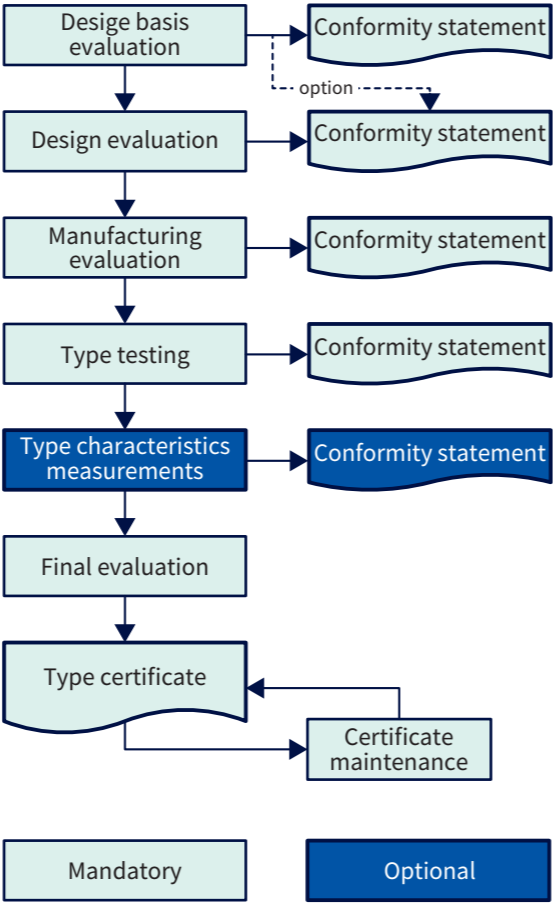 Desige basis
evaluation
Conformity statement
option
Design evaluation
Conformity statement
Manufacturing
evaluation
Conformity statement
Type testing
Conformity statement
Type characteristics
measurements
Conformity statement
Final evaluation
Type certificate
Certificate
maintenance
Mandatory
Optional